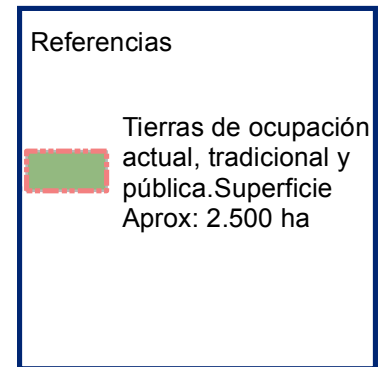 Referencias
Tierras de ocupación
actual, tradicional y
pública.Superficie
Aprox: 2.500 ha